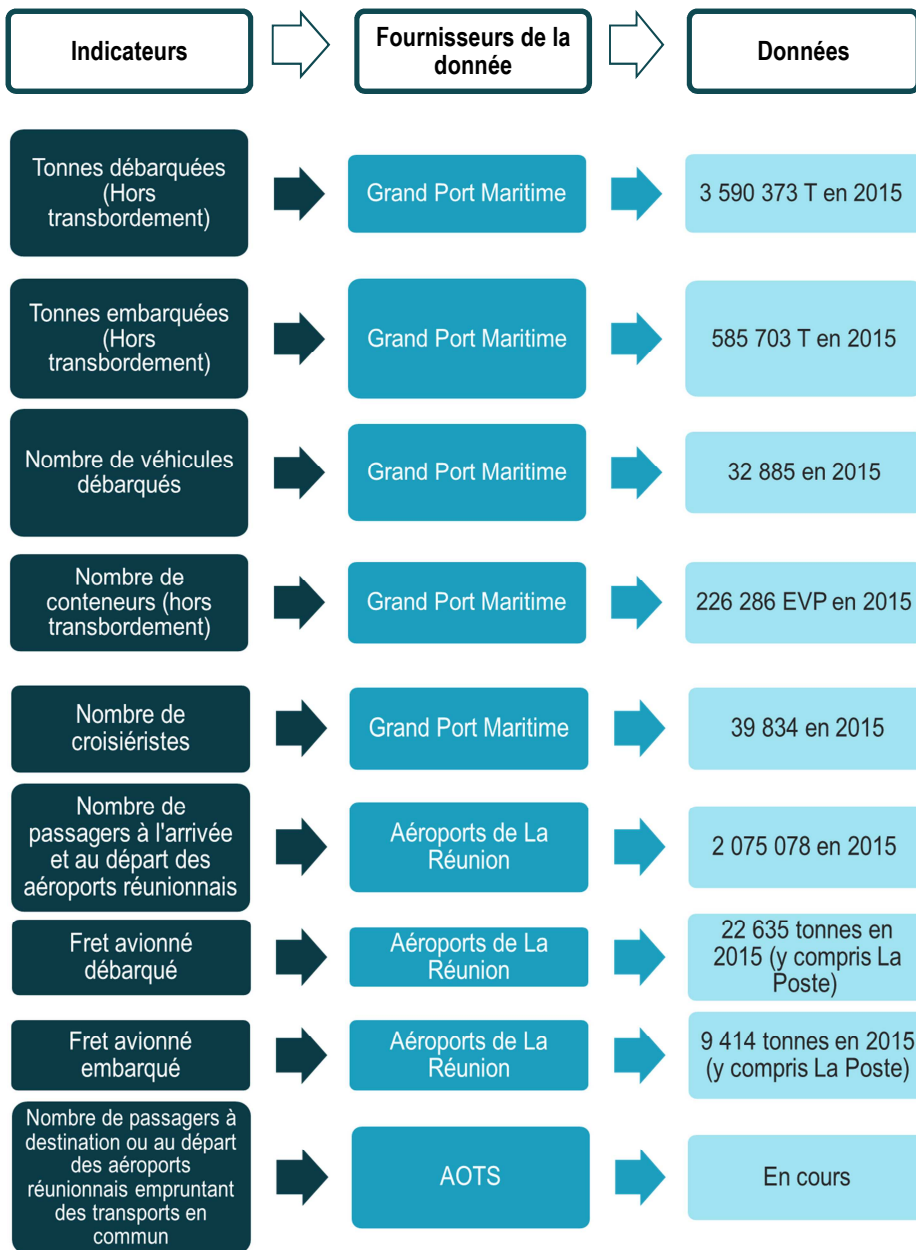 Indicateurs
Fournisseurs de la
donnée
Données
Tonnes débarquées
(Hors
transbordement)
Grand Port Maritime
3 590 373 T en 2015
Tonnes embarquées
(Hors
transbordement)
Grand Port Maritime
585 703 T en 2015
Nombre de véhicules
débarqués
Grand Port Maritime
32 885 en 2015
Nombre de
conteneurs (hors
transbordement)
Grand Port Maritime
226 286 EVP en 2015
Nombre de
croisiéristes
Grand Port Maritime
39 834 en 2015
Nombre de
passagers à l'arrivée
et au départ des
aéroports réunionnais
Aéroports de La
Réunion
2 075 078 en 2015
Fret avionné
débarqué
Aéroports de La
Réunion
22 635 tonnes en
2015 (y compris La
Poste)
Fret avionné
embarqué
Aéroports de La
Réunion
9 414 tonnes en 2015
(y compris La Poste)
Nombre de passagers à
destination ou au départ
des aéroports
réunionnais empruntant
des transports en
commun
AOTS
En cours